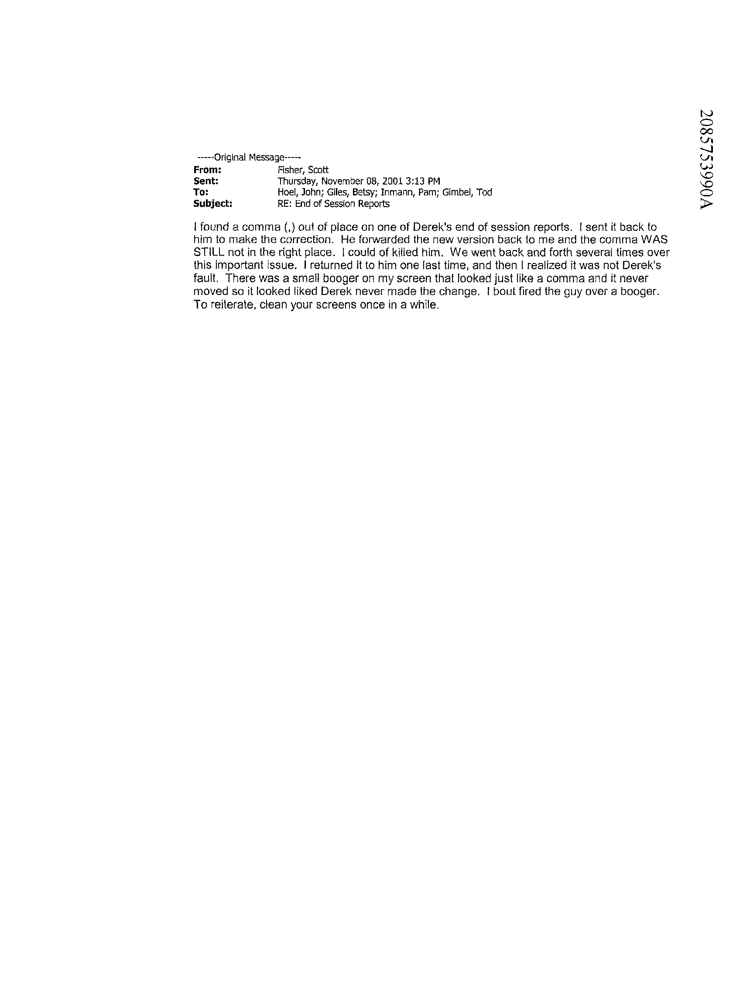 -----Original Message-----
From: Fisher, Scott
Sent: Thursday, November 08, 2001 3:13 PM
To: Hoel, John; Giles, Betsy; Inmann, Pam; Gimbel, Tod
Subject: RE: End of Session Reports
I found a comma (,) out of place on one of Derek's end of session reports. I sent it back to
him to make the correction. He forwarded the new version back to me and the comma WAS
STILL not in the right place. I could of killed him. We went back and forth several times over
this important issue. I returned it to him one last time, and then I realized it was not Derek's
fault. There was a small booger on my screen that looked just like a comma and it never
moved so it looked liked Derek never made the change. I bout fired the guy over a booger.
To reiterate, clean your screens once in a while.
2085753990A